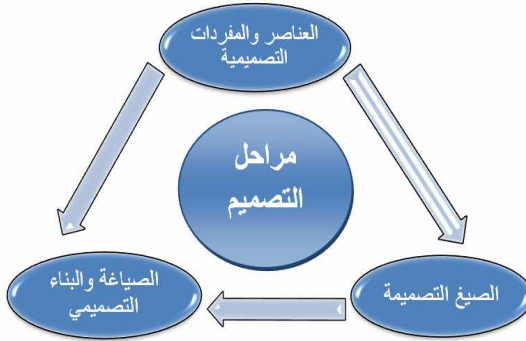 العناصر والمفردات
التصميمية
مراحل
التصميم
الصيغ التصميمة
الصياغة والبناء
التصميمي